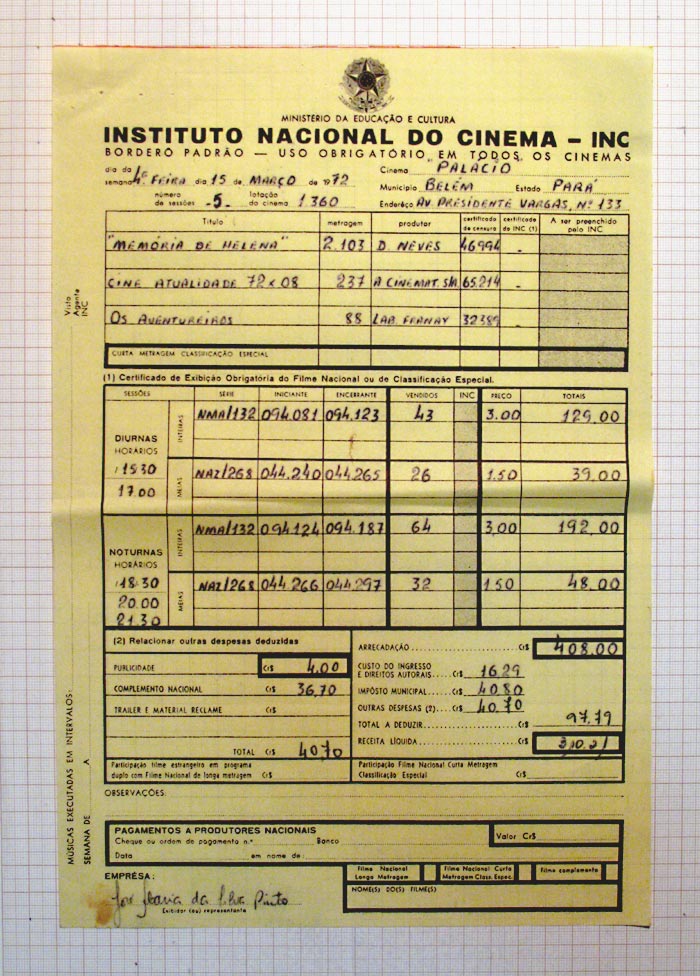 MINISTÉRIO DA EDUCAÇÃO E CULTURA
INSTITUTO NACIONAL DO CINEMA – INC
BORDERÔ PADRÃO — USO OBRIGATÓRIO EM TODOS OS CINEMAS
dia da semana 4ª FEIRA dia 15 de MARÇO de 1972 Cinema "PALÁCIO"
Município BELÉM Estado PARÁ
número de sessões -5- lotação do cinema 1360 Endereço AV. PRESIDENTE VARGAS, Nº 133
Título metragem produtor certificado de censura certificado do INC (1) A ser preenchido pelo INC
"MEMÓRIA DE HELENA" 2.103 D. NEVES 46994 -
CINE ATUALIDADE 72 x 08 237 A CINEMAT. S/A 65.214 -
OS AVENTUREIROS 88 LAB. FRANAY 32389 -
Visto Agente INC
CURTA METRAGEM CLASSIFICAÇÃO ESPECIAL
(1) Certificado de Exibição Obrigatória do Filme Nacional ou de Classificação Especial.
SESSÕES SÉRIE INICIANTE ENCERRANTE VENDIDOS INC PREÇO TOTAIS
DIURNAS HORÁRIOS
15 30
17.00
INTEIRAS NMA/132 094.081 094.123 43 3.00 129.00
MEIAS NAZ/268 044.240 044.265 26 1.50 39.00
NOTURNAS HORÁRIOS
18.30
20.00
21.30
INTEIRAS NMA/132 094.124 094.187 64 3,00 192.00
MEIAS NAZ/268 044.266 044.297 32 1.50 48.00
(2) Relacionar outras despesas deduzidas
PUBLICIDADE Cr$ 4.00
COMPLEMENTO NACIONAL Cr$ 36,70
TRAILER E MATERIAL RECLAME Cr$
TOTAL Cr$ 40,70
Participação filme estrangeiro em programa
duplo com Filme Nacional de longa metragem Cr$
ARRECADAÇÃO Cr$ 408.00
CUSTO DO INGRESSO
E DIREITOS AUTORAIS Cr$ 16.29
IMPÔSTO MUNICIPAL Cr$ 40.80
OUTRAS DESPESAS (2) Cr$ 40.70
TOTAL A DEDUZIR Cr$ 97.79
RECEITA LÍQUIDA Cr$
Participação Filme Nacional Curta Metragem
Classificação Especial Cr$
OBSERVAÇÕES:
MÚSICAS EXECUTADAS EM INTERVALOS:
SEMANA DE A
PAGAMENTOS A PRODUTORES NACIONAIS
Cheque ou ordem de pagamento n.º Banco Valor Cr$
Data em nome de
EMPRÊSA:
José Maria da Silva Pinto
Exibidor (ou) representante
Filme Nacional Longa Metragem
Filme Nacional Curta Metragem Class. Espec.
filme complemento
NOME(S) DO(S) FILME(S)